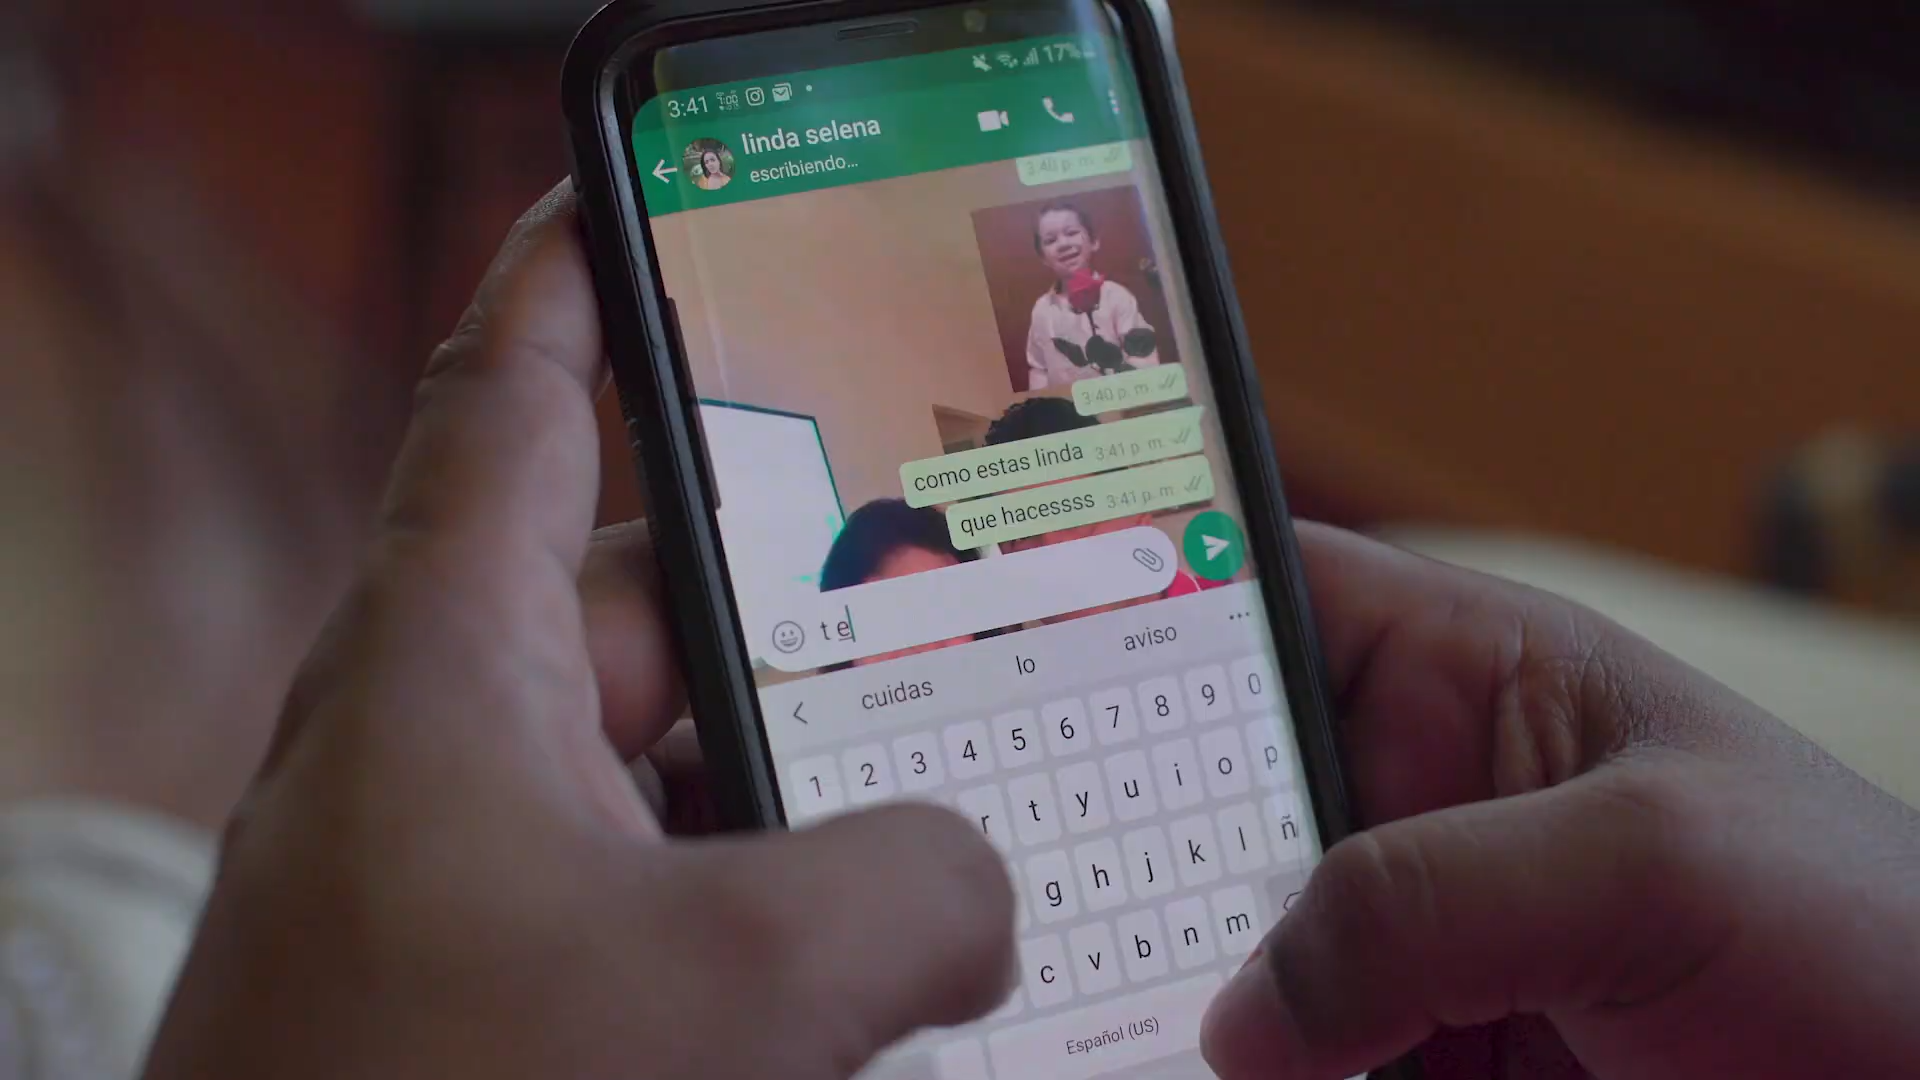 3:41 17%
linda selena
escribiendo...
3:40 p. m.
3:40 p. m.
como estas linda 3:41 p. m.
que hacessss 3:41 p. m.
t e
cuidas lo aviso
1 2 3 4 5 6 7 8 9 0
r t y u i o p
g h j k l ñ
c v b n m
Español (US)